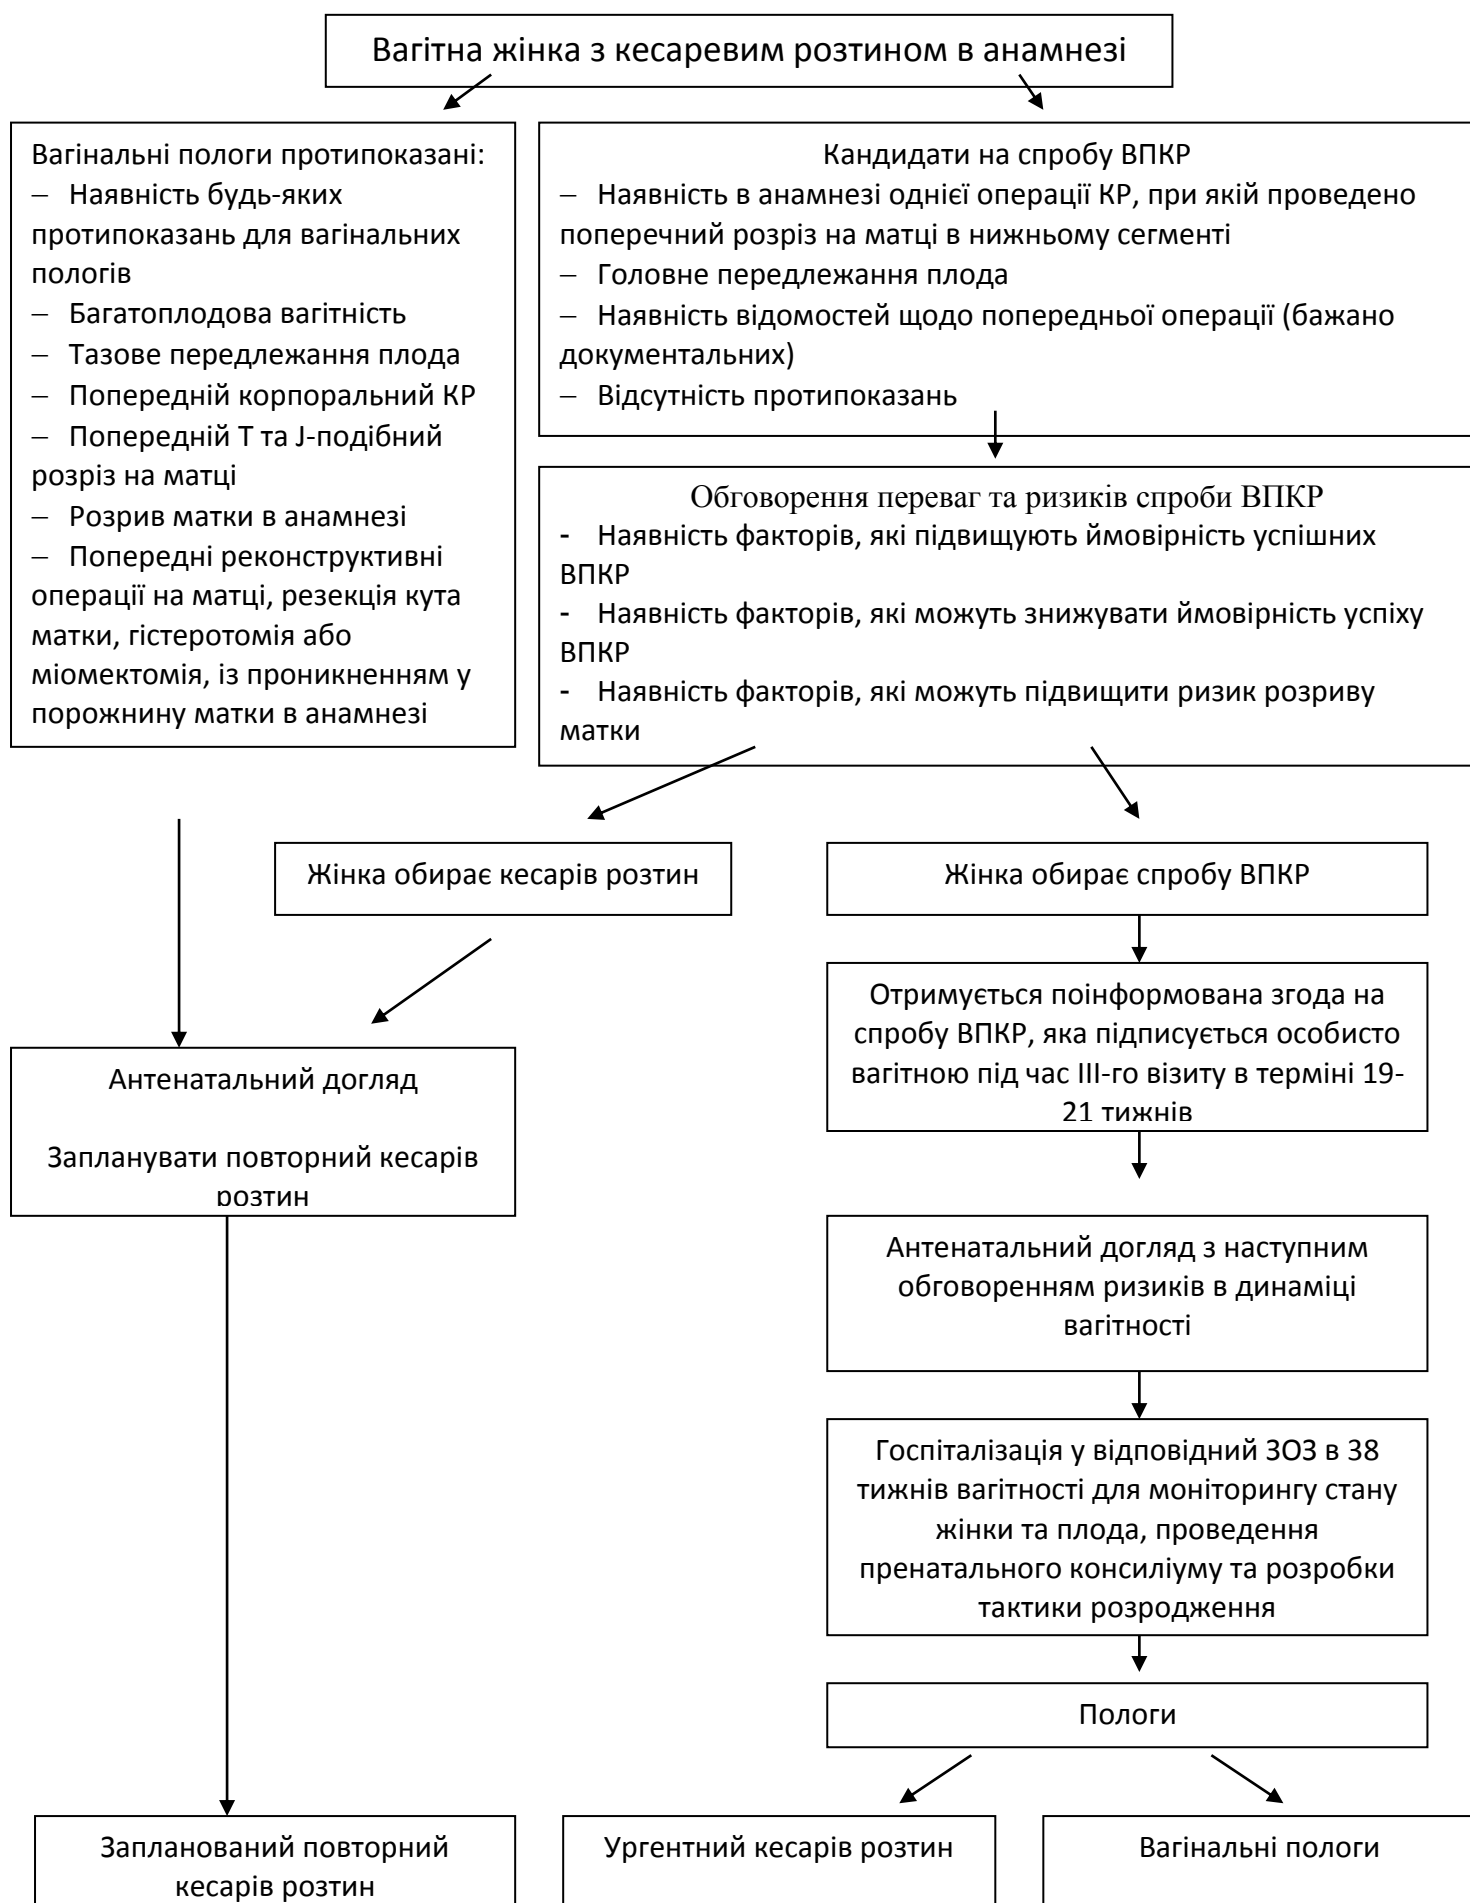 Вагітна жінка з кесаревим розтином в анамнезі
Вагінальні пологи протипоказані:
– Наявність будь-яких
протипоказань для вагінальних
пологів
– Багатоплодова вагітність
– Тазове передлежання плода
– Попередній корпоральний КР
– Попередній Т та J-подібний
розріз на матці
– Розрив матки в анамнезі
– Попередні реконструктивні
операції на матці, резекція кута
матки, гістеротомія або
міомектомія, із проникненням у
порожнину матки в анамнезі
Кандидати на спробу ВПКР
– Наявність в анамнезі однієї операції КР, при якій проведено
поперечний розріз на матці в нижньому сегменті
– Головне передлежання плода
– Наявність відомостей щодо попередньої операції (бажано
документальних)
– Відсутність протипоказань
Обговорення переваг та ризиків спроби ВПКР
- Наявність факторів, які підвищують ймовірність успішних
ВПКР
- Наявність факторів, які можуть знижувати ймовірність успіху
ВПКР
- Наявність факторів, які можуть підвищити ризик розриву
матки
Жінка обирає кесарів розтин
Жінка обирає спробу ВПКР
Отримується поінформована згода на
спробу ВПКР, яка підписується особисто
вагітною під час ІІІ-го візиту в терміні 19-
21 тижнів
Антенатальний догляд
Запланувати повторний кесарів
розтин
Антенатальний догляд з наступним
обговоренням ризиків в динаміці
вагітності
Госпіталізація у відповідний ЗОЗ в 38
тижнів вагітності для моніторингу стану
жінки та плода, проведення
пренатального консиліуму та розробки
тактики розродження
Пологи
Запланований повторний
кесарів розтин
Ургентний кесарів розтин
Вагінальні пологи